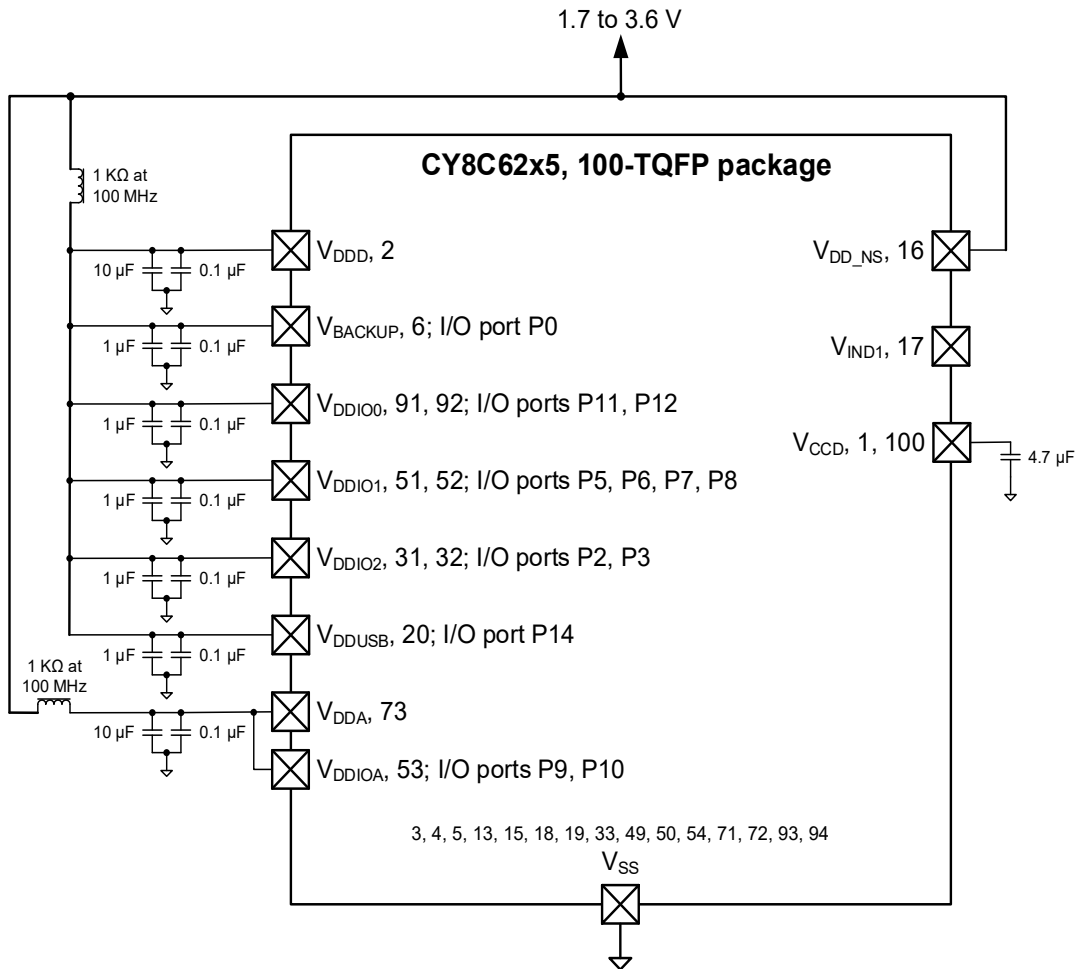 1.7 to 3.6 V
CY8C62x5, 100-TQFP package
1 KΩ at
100 MHz
VDDD, 2
10 µF
0.1 µF
VDD_NS, 16
VBACKUP, 6; I/O port P0
1 µF
0.1 µF
VIND1, 17
VDDIO0, 91, 92; I/O ports P11, P12
1 µF
0.1 µF
VCCD, 1, 100
4.7 µF
VDDIO1, 51, 52; I/O ports P5, P6, P7, P8
1 µF
0.1 µF
VDDIO2, 31, 32; I/O ports P2, P3
1 µF
0.1 µF
VDDUSB, 20; I/O port P14
1 µF
0.1 µF
1 KΩ at
100 MHz
VDDA, 73
10 µF
0.1 µF
VDDIOA, 53; I/O ports P9, P10
3, 4, 5, 13, 15, 18, 19, 33, 49, 50, 54, 71, 72, 93, 94
VSS